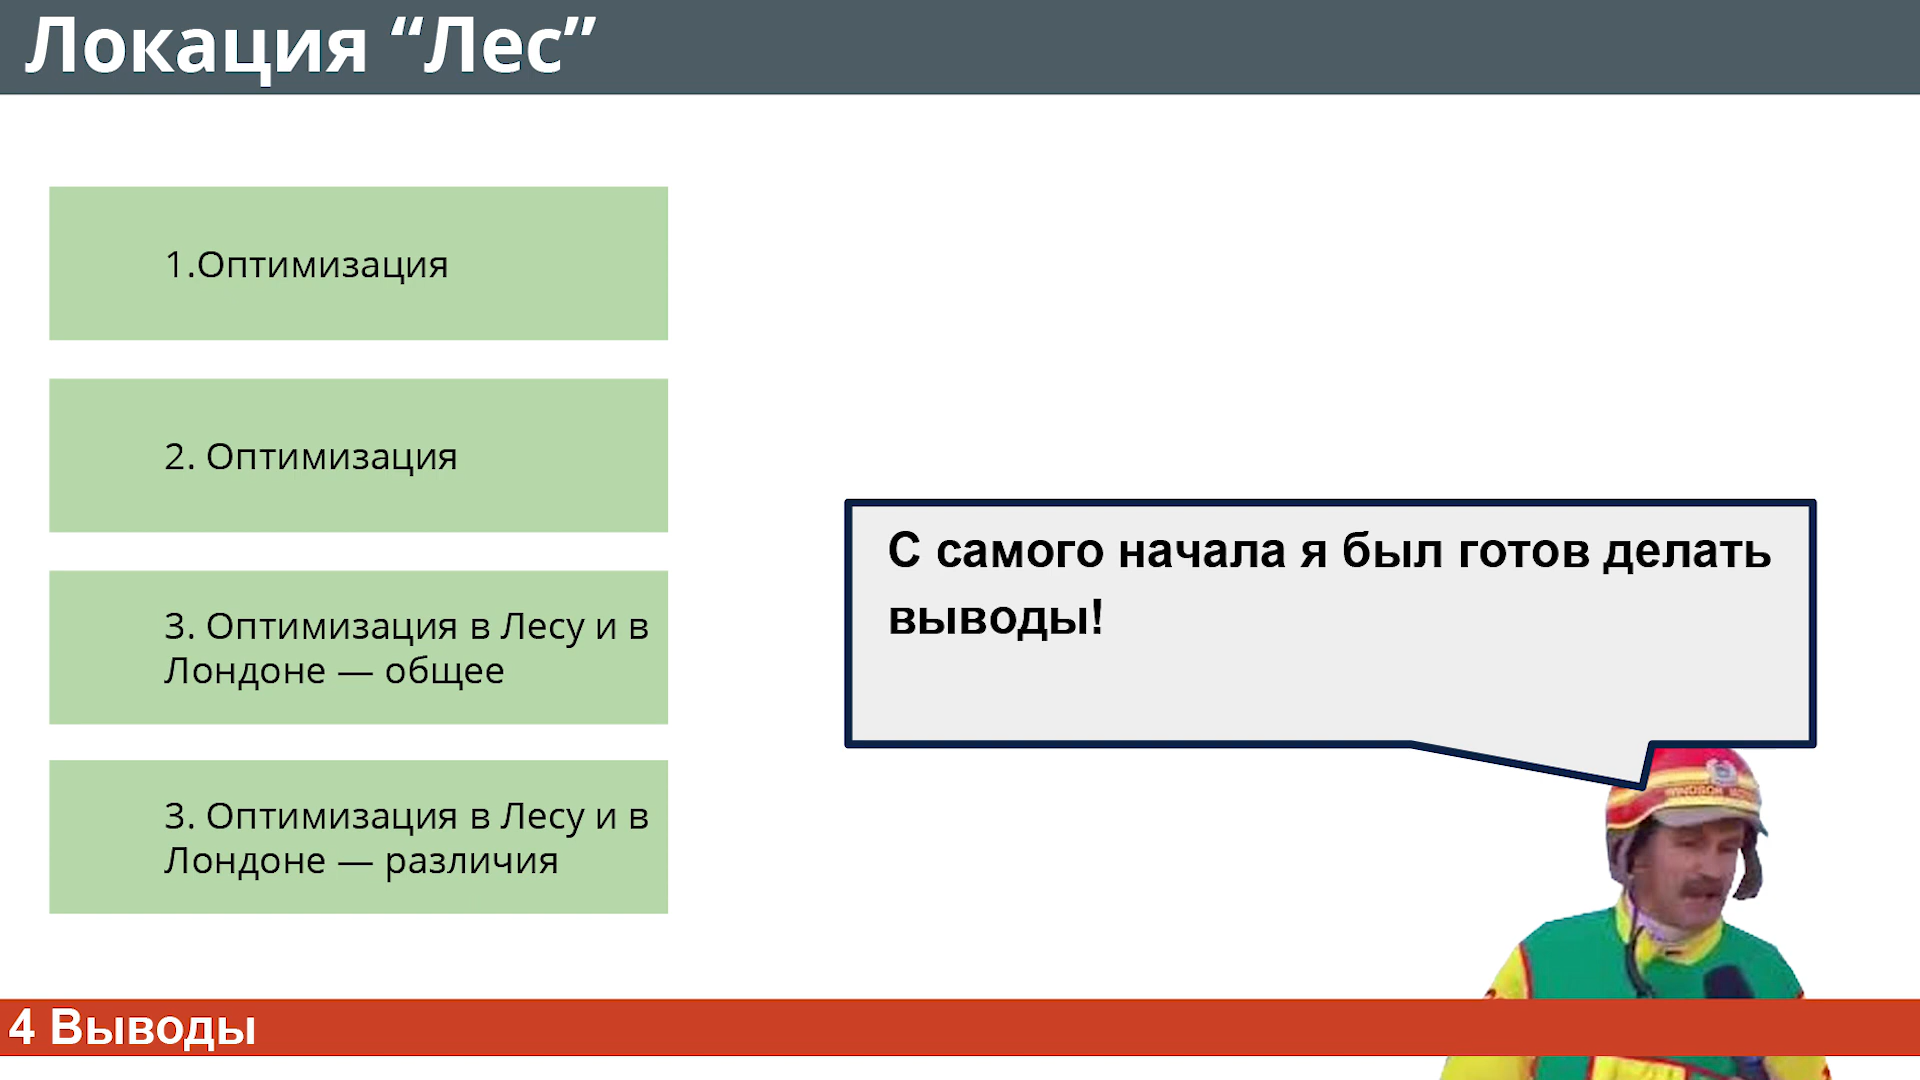 Локация “Лес”
1.Оптимизация
2. Оптимизация
3. Оптимизация в Лесу и в
Лондоне — общее
3. Оптимизация в Лесу и в
Лондоне — различия
С самого начала я был готов делать
выводы!
WINDSOR
4 Выводы